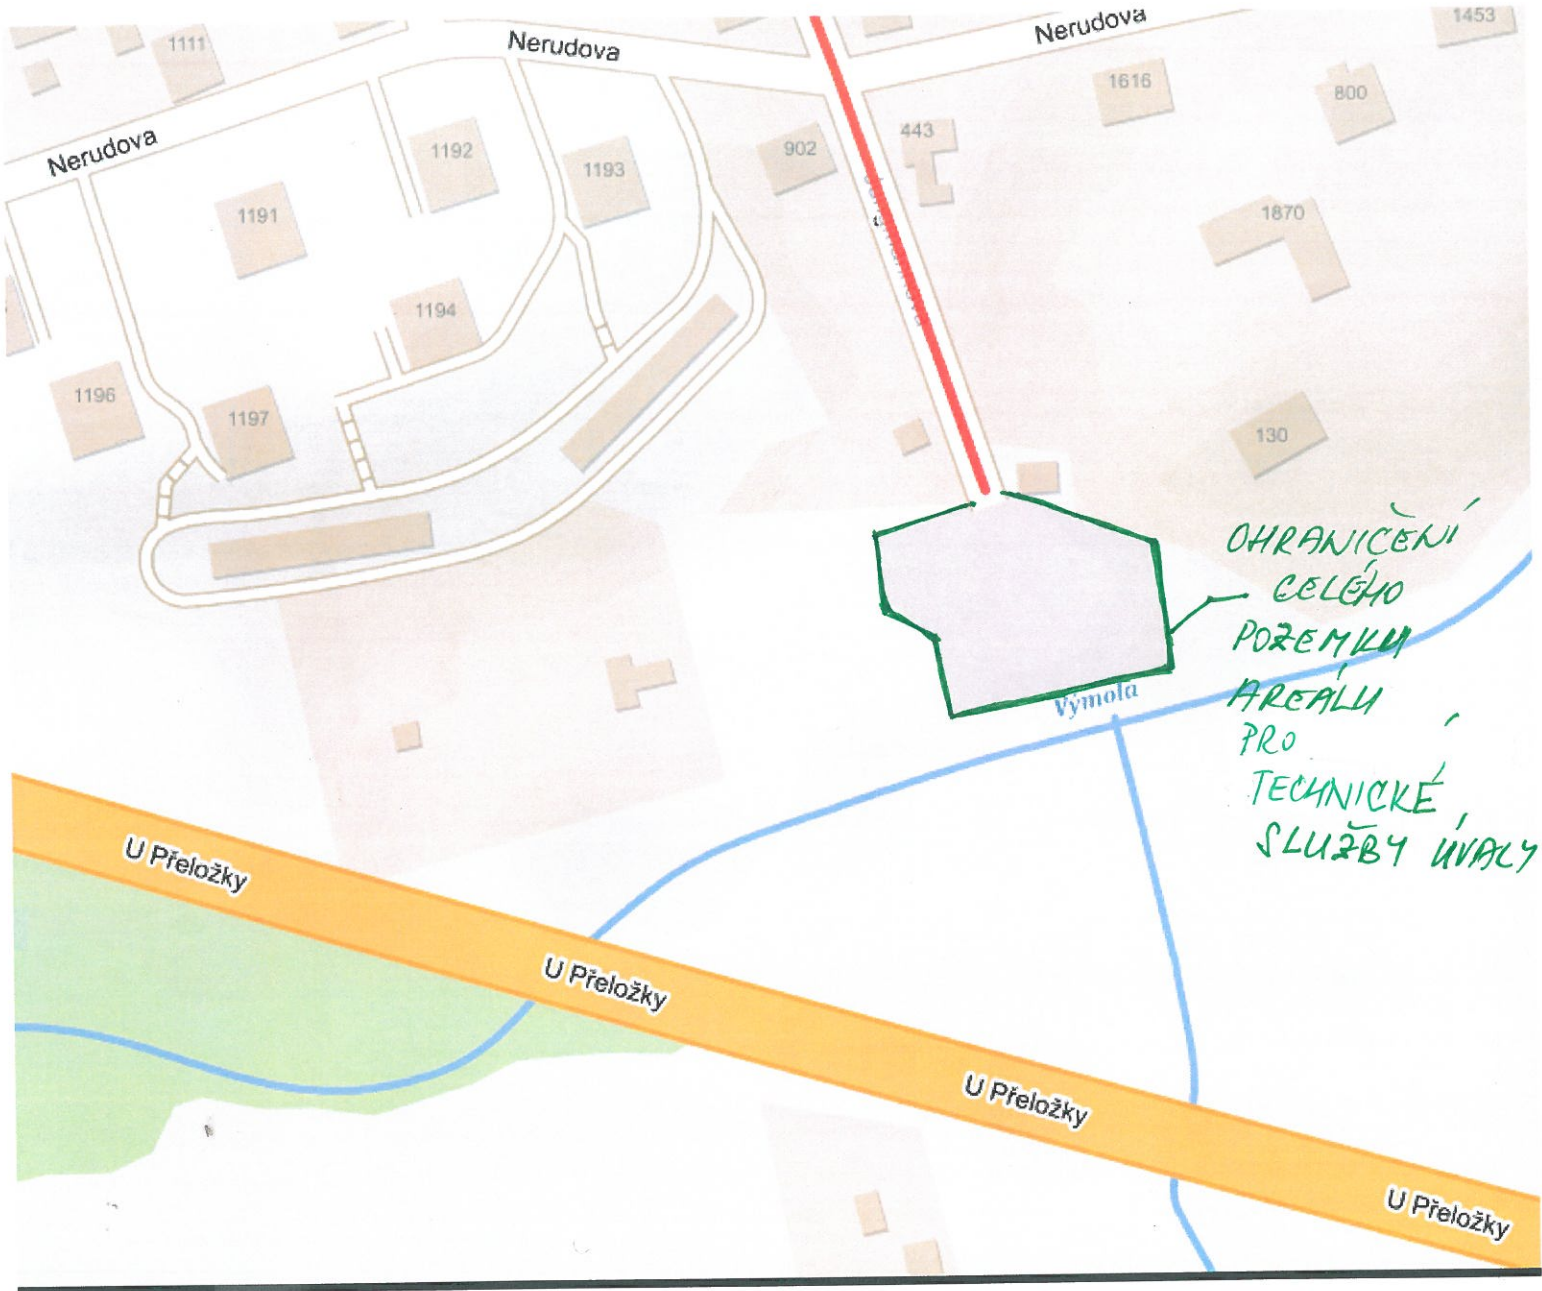 Nerudova
Nerudova
Nerudova
1453
1111
1616
800
443
902
1192
1193
1191
1870
1194
1196
1197
130
OHRANIČENÍ
CELÉHO
POZEMKU
AREÁLU
PRO
TECHNICKÉ
SLUŽBY ÚVALY
Výmola
U Přeložky
U Přeložky
U Přeložky
U Přeložky